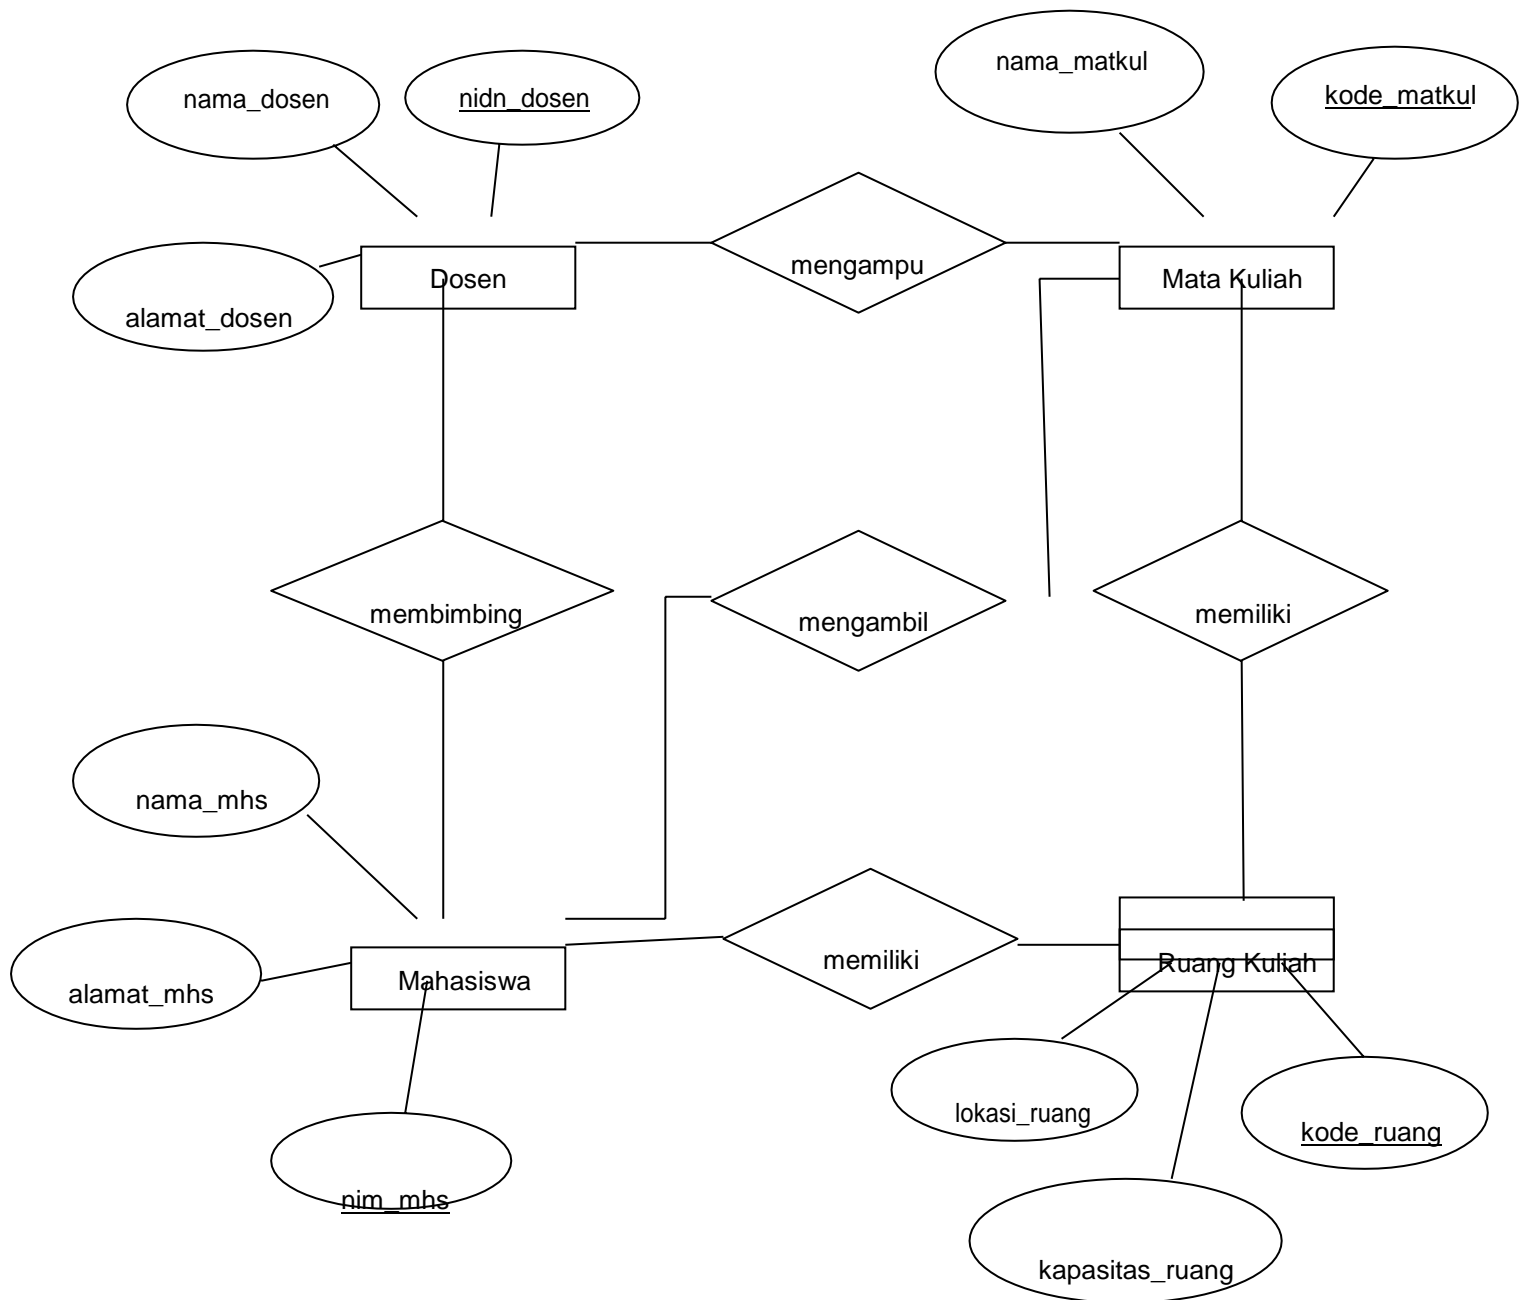 nama_dosen
nidn_dosen
nama_matkul
kode_matkul
alamat_dosen
Dosen
mengampu
Mata Kuliah
membimbing
mengambil
memiliki
nama_mhs
alamat_mhs
Mahasiswa
memiliki
Ruang Kuliah
lokasi_ruang
kode_ruang
nim_mhs
kapasitas_ruang